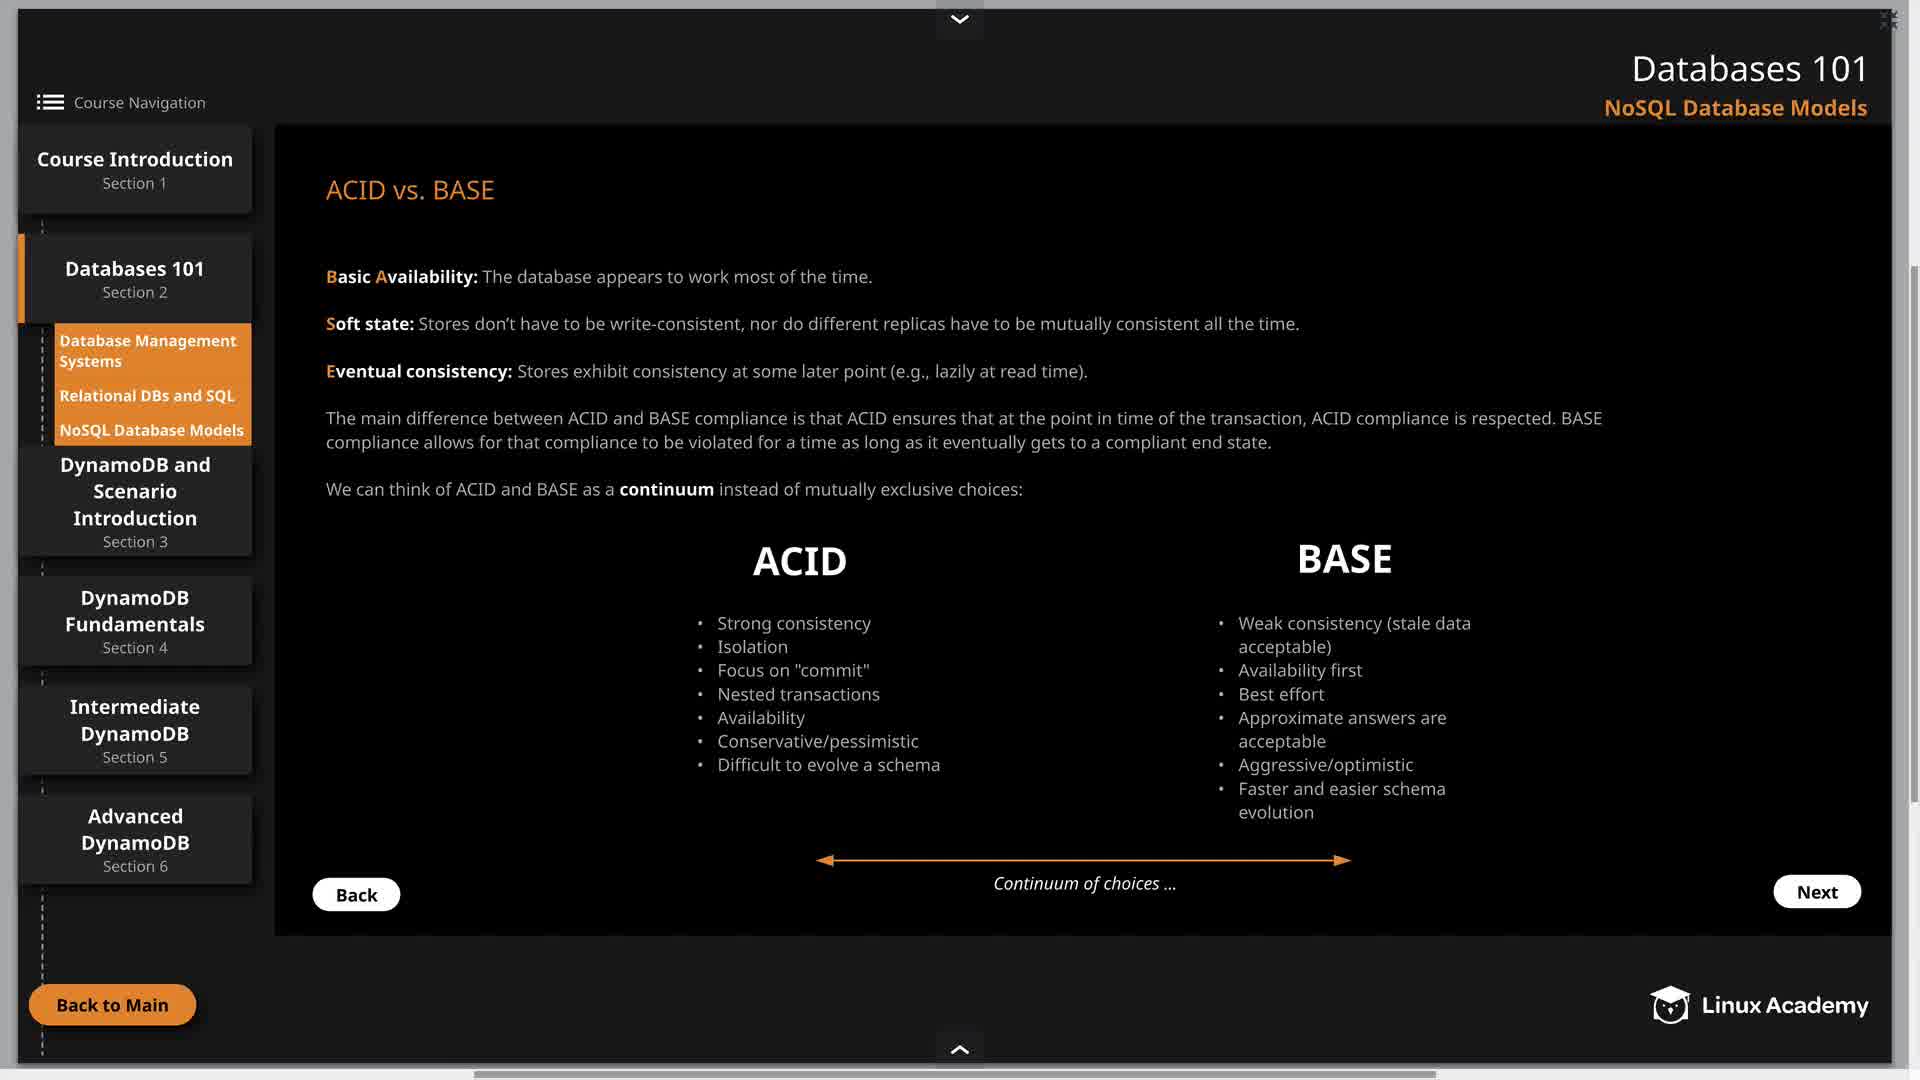 Databases 101
NoSQL Database Models
Course Navigation
Course Introduction
Section 1
Databases 101
Section 2
Database Management
Systems
Relational DBs and SQL
NoSQL Database Models
DynamoDB and
Scenario
Introduction
Section 3
DynamoDB
Fundamentals
Section 4
Intermediate
DynamoDB
Section 5
Advanced
DynamoDB
Section 6
Back to Main
ACID vs. BASE
Basic Availability: The database appears to work most of the time.
Soft state: Stores don’t have to be write-consistent, nor do different replicas have to be mutually consistent all the time.
Eventual consistency: Stores exhibit consistency at some later point (e.g., lazily at read time).
The main difference between ACID and BASE compliance is that ACID ensures that at the point in time of the transaction, ACID compliance is respected. BASE
compliance allows for that compliance to be violated for a time as long as it eventually gets to a compliant end state.
We can think of ACID and BASE as a continuum instead of mutually exclusive choices:
ACID
• Strong consistency
• Isolation
• Focus on "commit"
• Nested transactions
• Availability
• Conservative/pessimistic
• Difficult to evolve a schema
BASE
• Weak consistency (stale data
acceptable)
• Availability first
• Best effort
• Approximate answers are
acceptable
• Aggressive/optimistic
• Faster and easier schema
evolution
Continuum of choices ...
Back
Next
Linux Academy